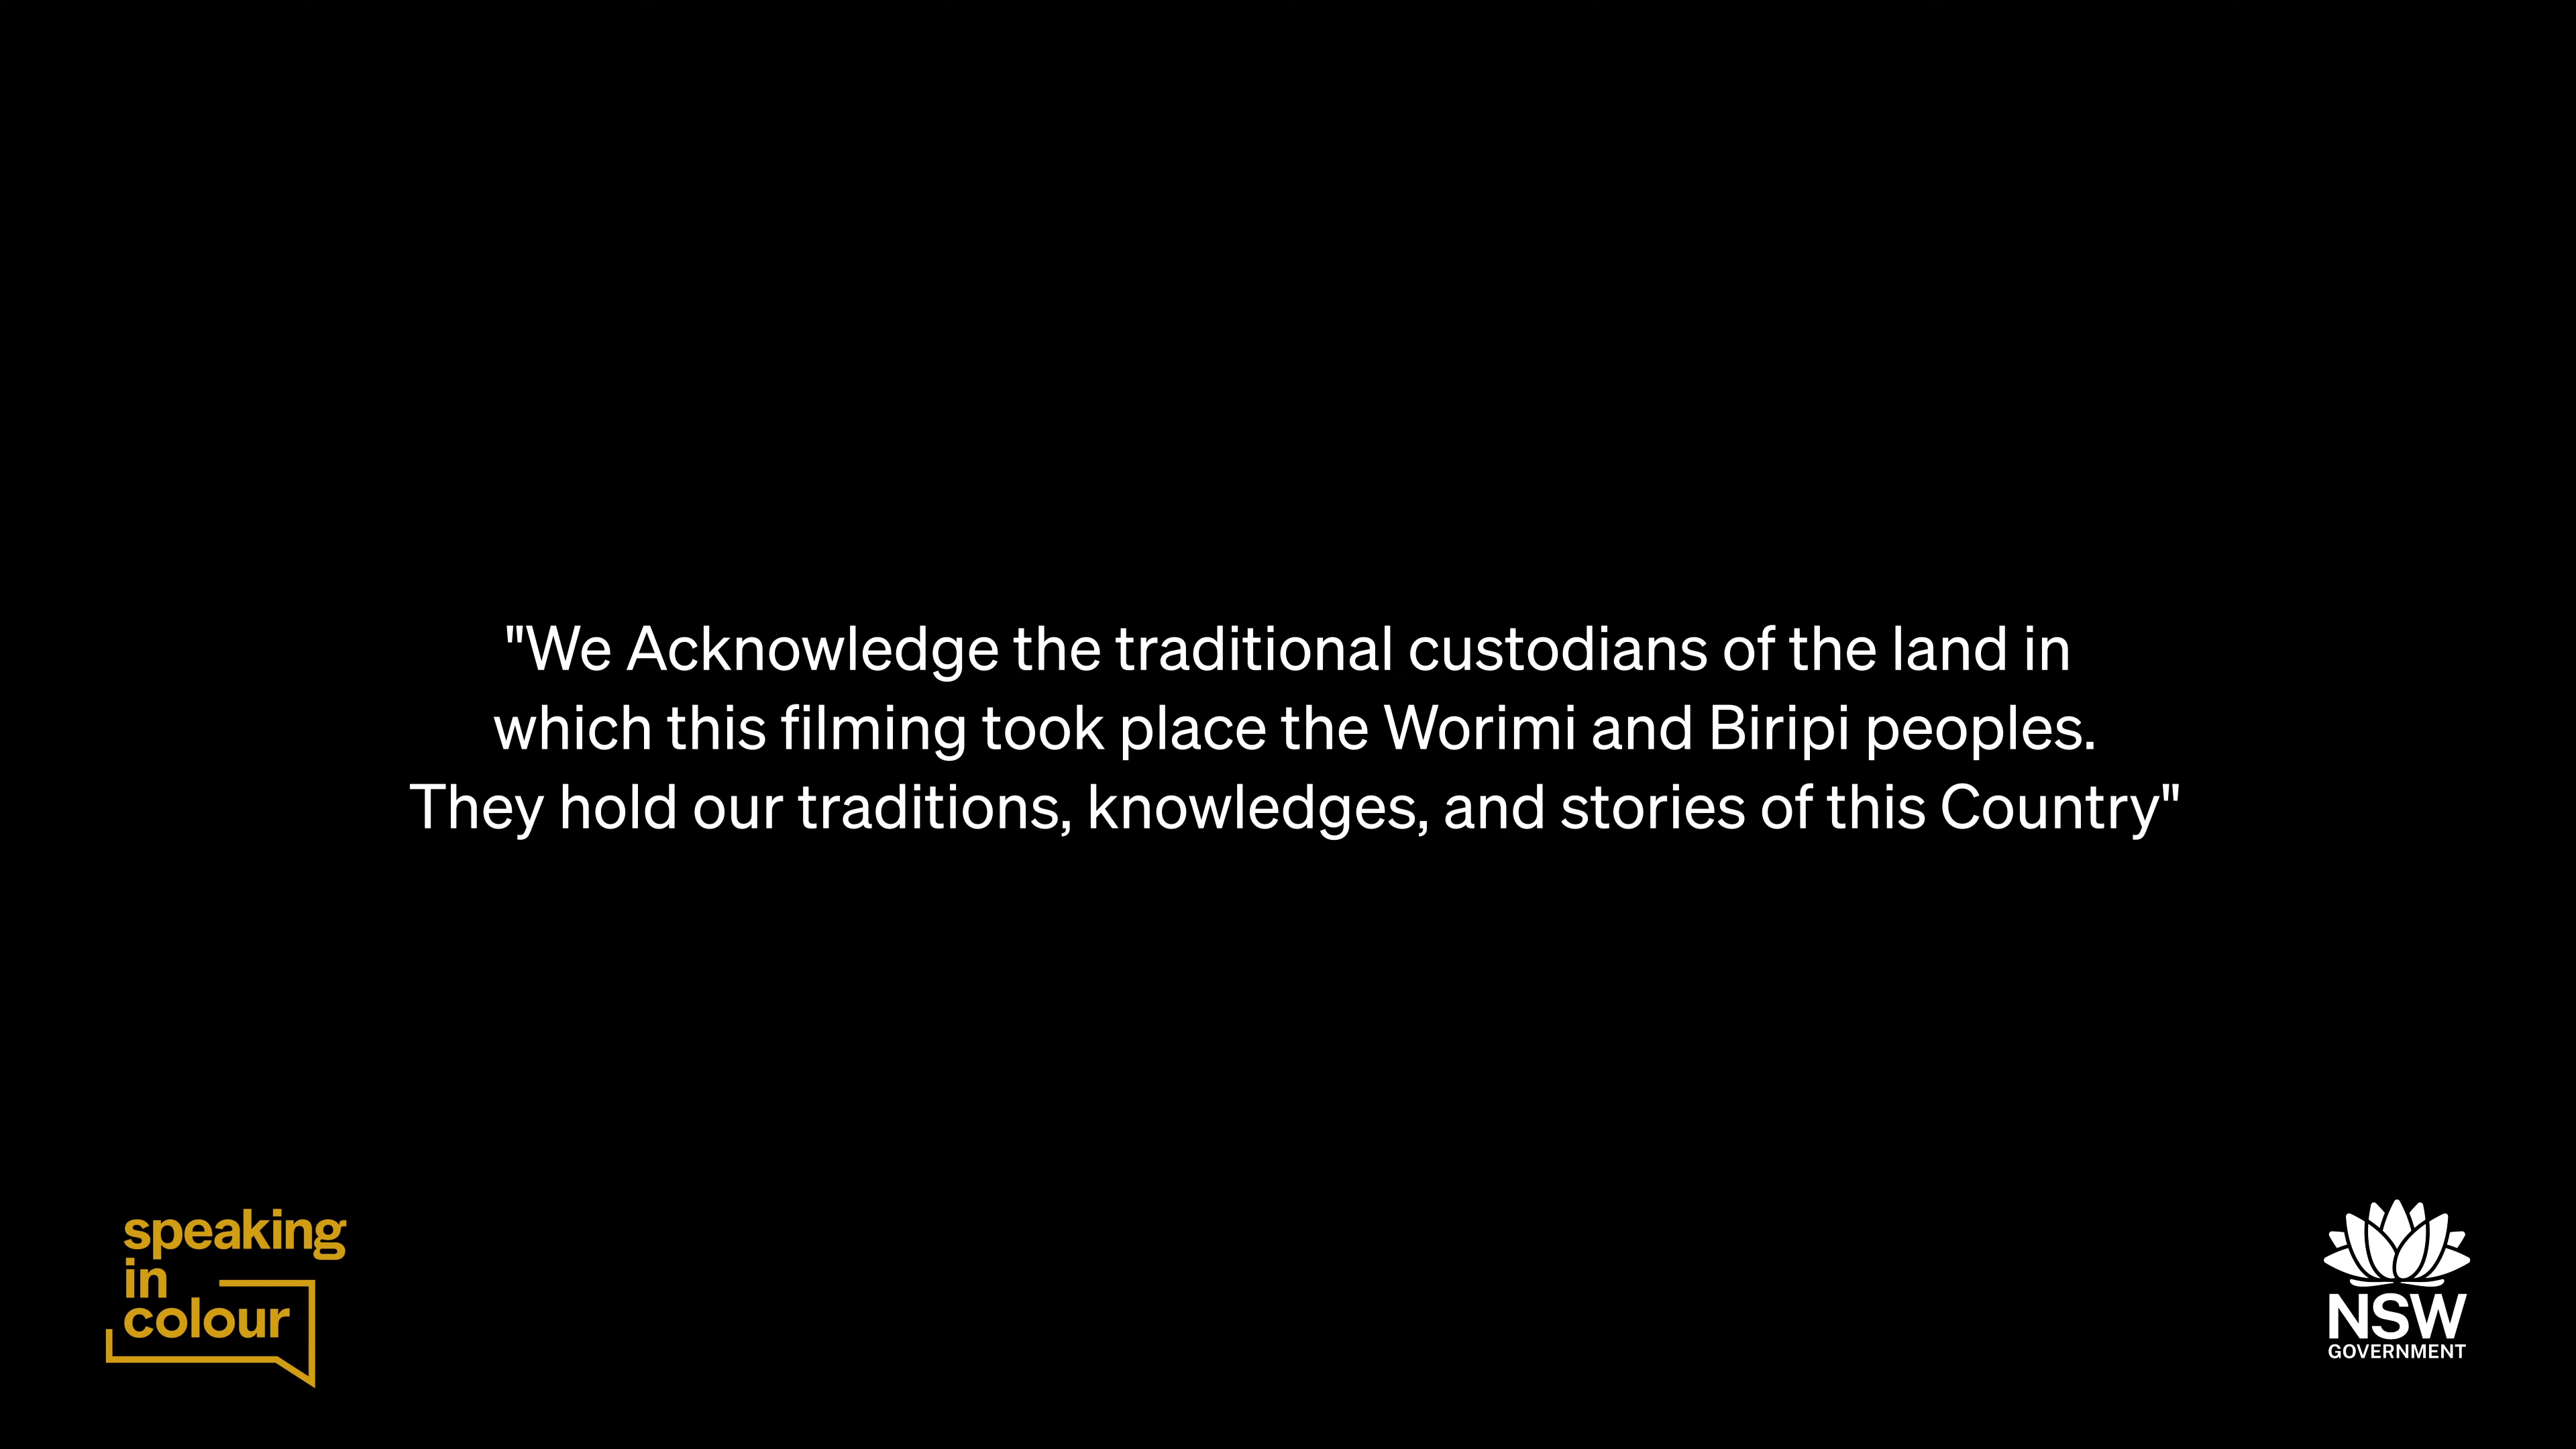 "We Acknowledge the traditional custodians of the land in
which this filming took place the Worimi and Biripi peoples.
They hold our traditions, knowledges, and stories of this Country"
speaking
in
colour
NSW
GOVERNMENT